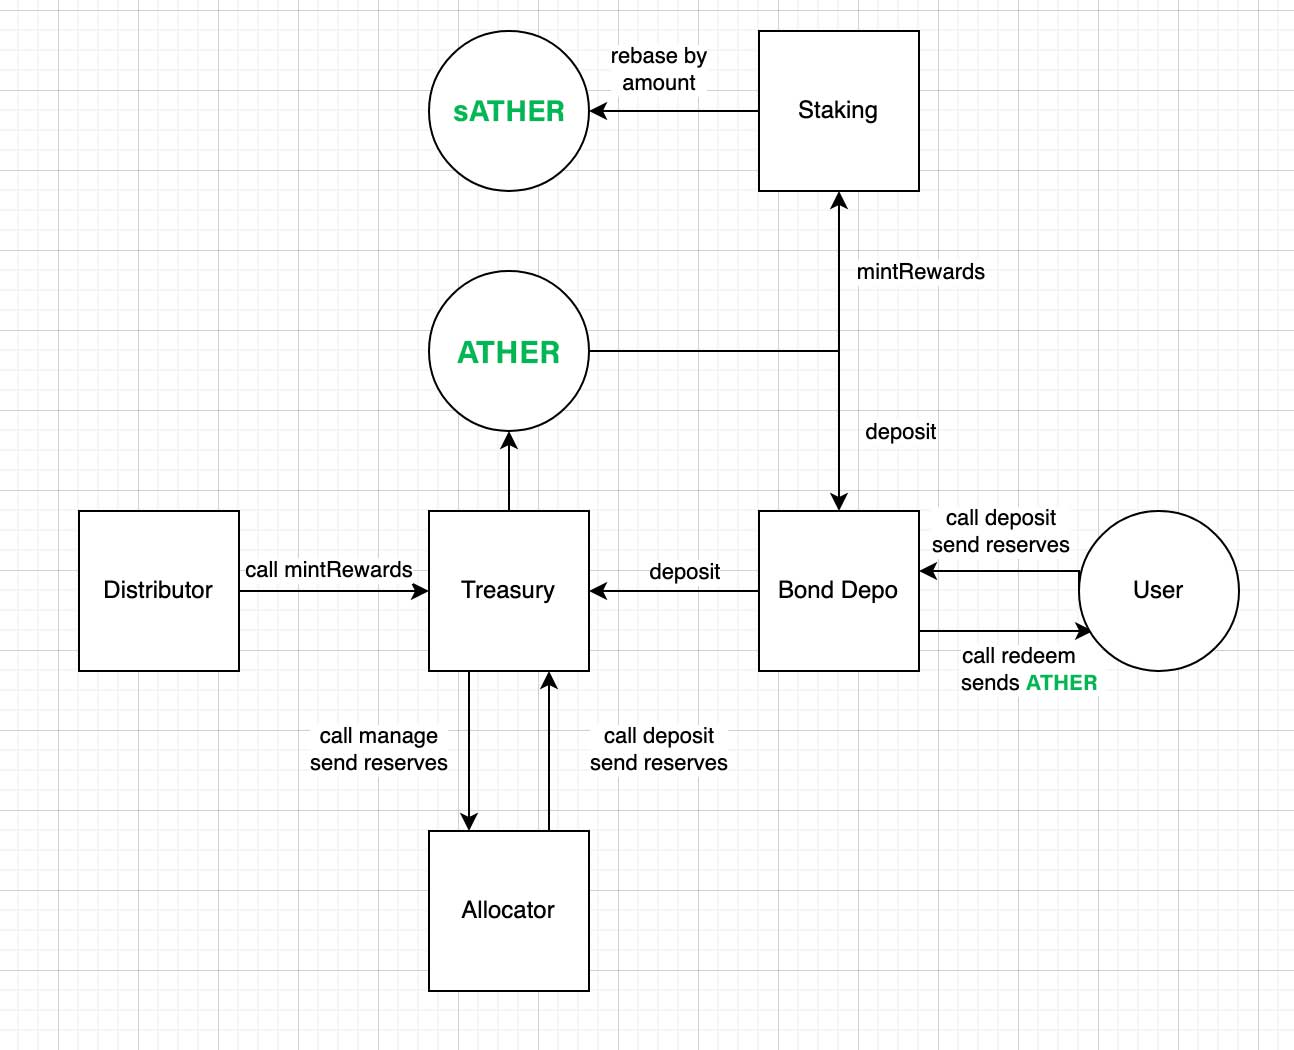 rebase by
amount
sATHER
Staking
mintRewards
ATHER
deposit
call deposit
send reserves
Distributor
call mintRewards
Treasury
deposit
Bond Depo
User
call redeem
sends ATHER
call manage
send reserves
call deposit
send reserves
Allocator